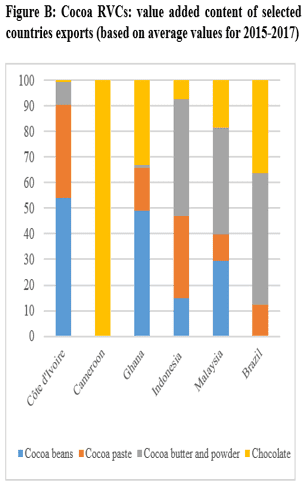 Figure B: Cocoa RVCs: value added content of selected
countries exports (based on average values for 2015-2017)
100
90
80
70
60
50
40
30
20
10
0
Côte d'Ivoire
Cameroon
Ghana
Indonesia
Malaysia
Brazil
Cocoa beans Cocoa paste Cocoa butter and powder Chocolate